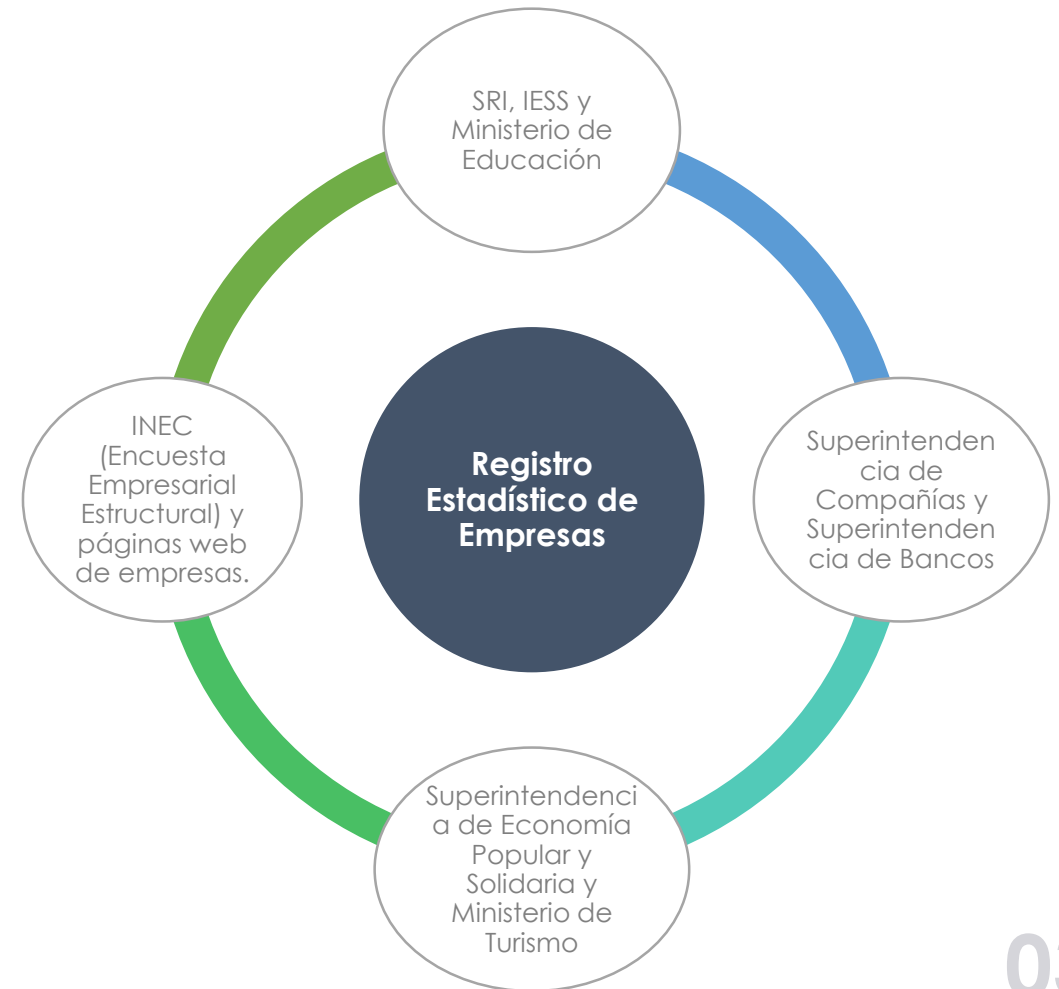 SRI, IESS y
Ministerio de
Educación
INEC
(Encuesta
Empresarial
Estructural) y
páginas web
de empresas.
Registro
Estadístico de
Empresas
Superintenden
cia de
Compañías y
Superintenden
cia de Bancos
Superintendenci
a de Economía
Popular y
Solidaria y
Ministerio de
Turismo